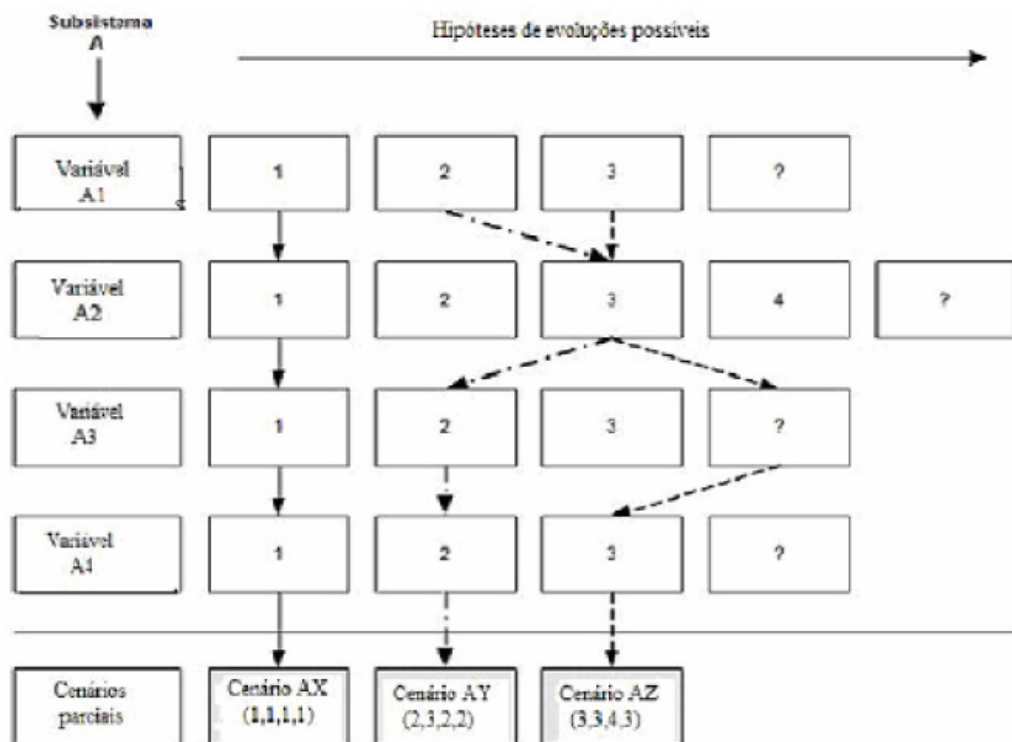 Subsistema
A
Hipóteses de evoluções possíveis
Variável
A1
1
2
3
?
Variável
A2
1
2
3
4
?
Variável
A3
1
2
3
?
Variável
A4
1
2
3
?
Cenários
parciais
Cenário AX
(1,1,1,1)
Cenário AY
(2,3,2,2)
Cenário AZ
(3,3,4,3)